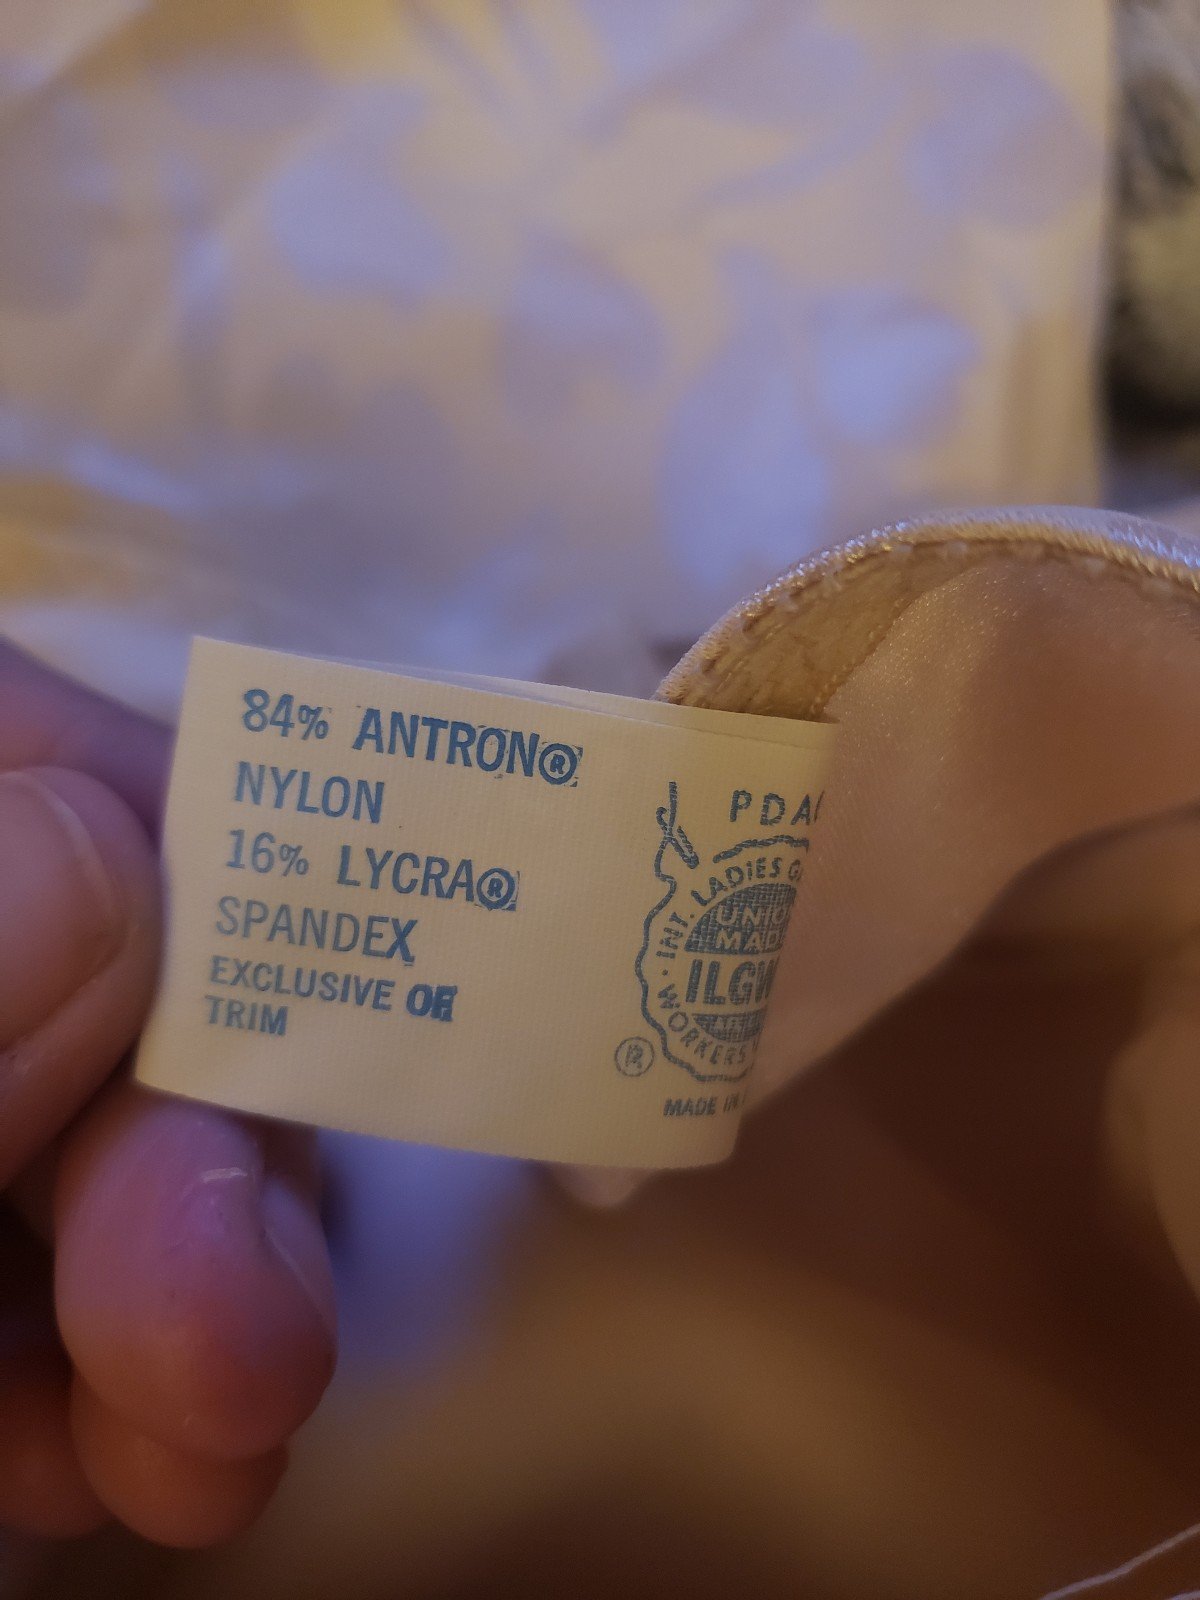 84% ANTRON®
NYLON
16% LYCRA®
SPANDEX
EXCLUSIVE OF
TRIM
PDA
INT. LADIES
UNIO
MAD
ILGW
WORKERS
®
MADE IN